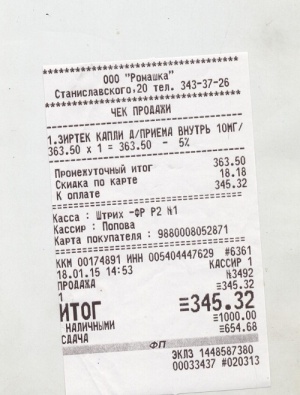 ************************
ООО "Ромашка"
Станиславского,20 тел. 343-37-26
************************
ЧЕК ПРОДАЖИ
1.ЗИРТЕК КАПЛИ Д/ПРИЕМА ВНУТРЬ 10МГ/
363.50 x 1 = 363.50 - 5%
Промежуточный итог 363.50
Скидка по карте 18.18
К оплате 345.32
Касса : Штрих -ФР Р2 №1
Кассир : Попова
Карта покупателя : 9880008052871
ККМ 00174891 ИНН 005404447629 #6361
18.01.15 14:53 КАССИР 1
ПРОДАЖА №3492
1 ≡345.32
ИТОГ ≡345.32
НАЛИЧНЫМИ ≡1000.00
СДАЧА ≡654.68
ФП
ЭКЛЗ 1448587380
00033437 #020313